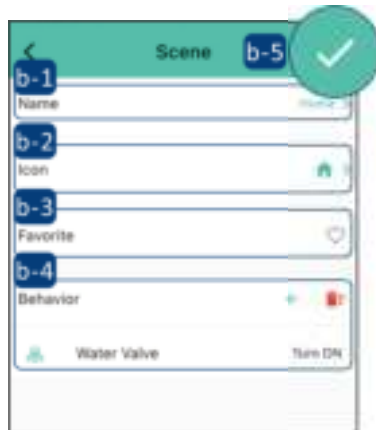 Scene
b-5
b-1
Name
Home
b-2
Icon
b-3
Favorite
b-4
Behavior
Water Valve
Turn ON